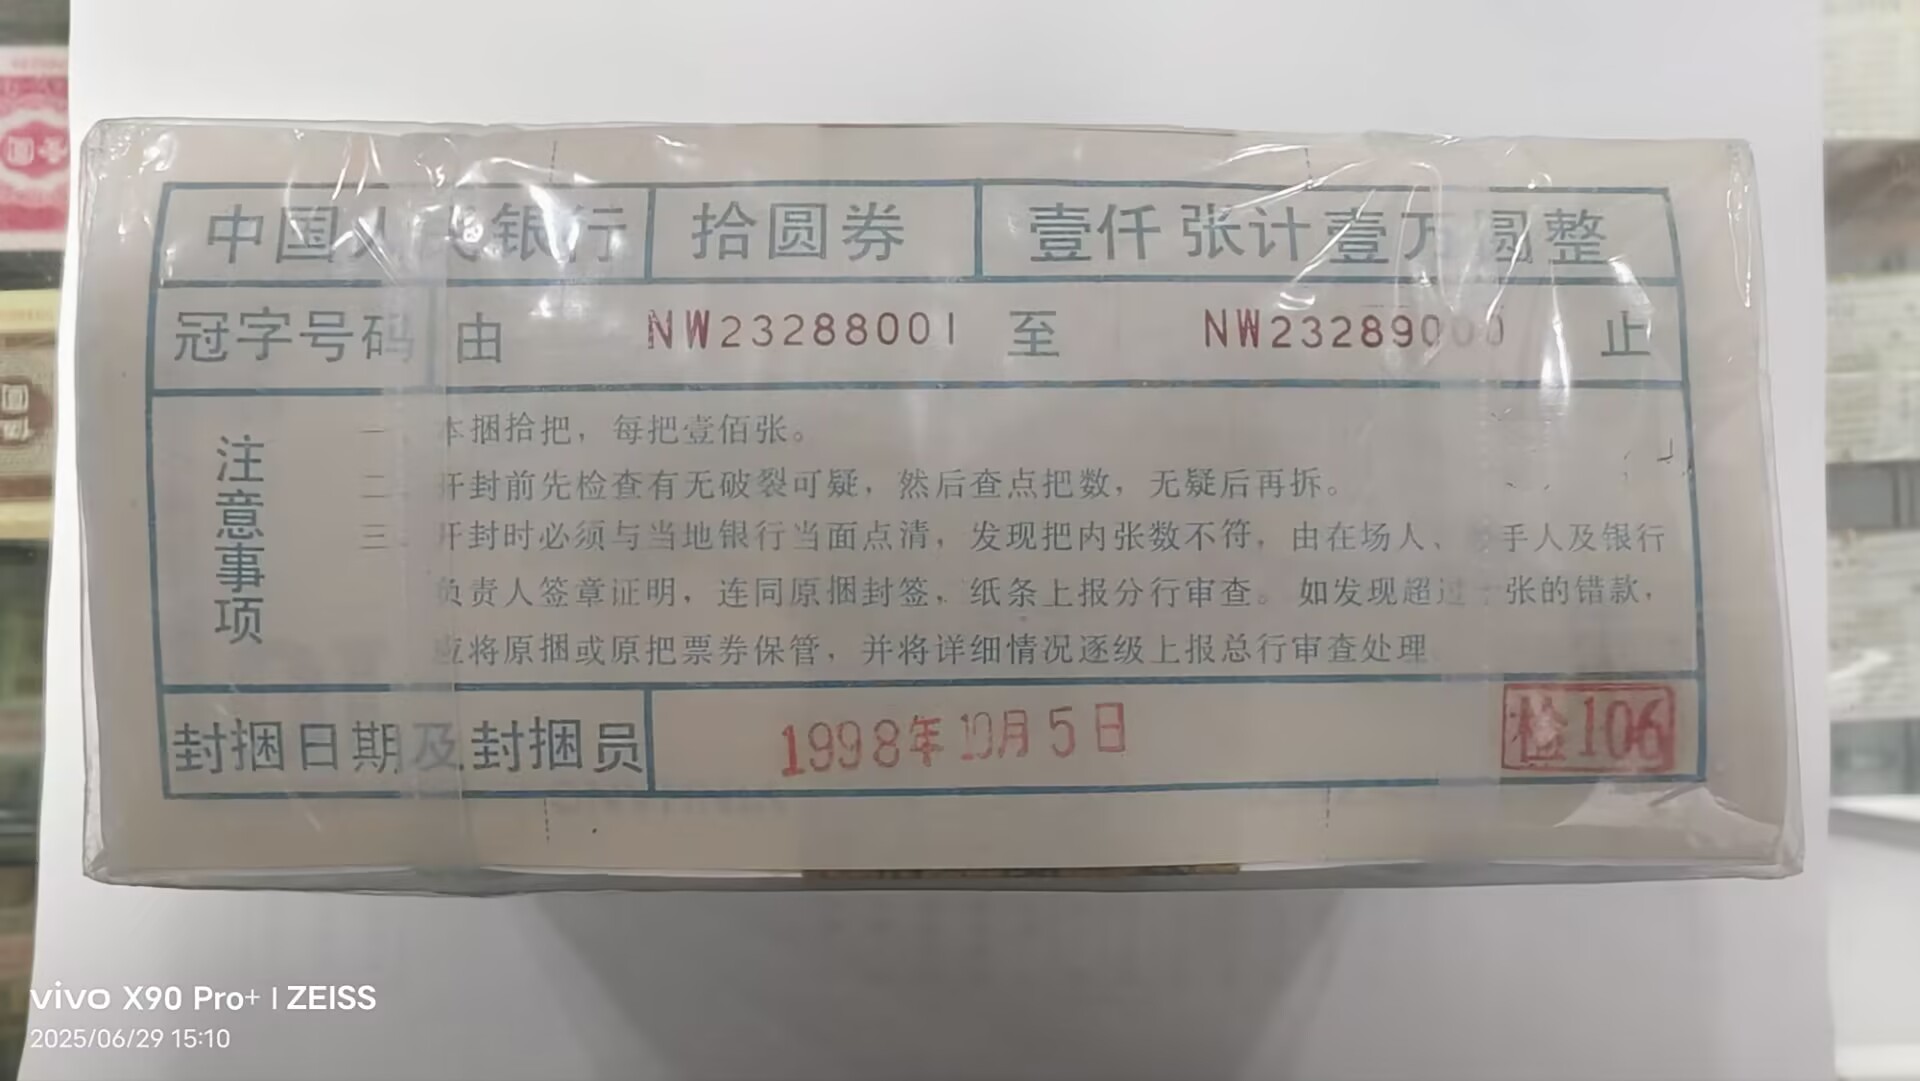 中国人民银行 拾圆券 壹仟张计壹万圆整
冠字号码 由 NW23288001 至 NW23289000 止
注意事项
一、本捆拾把，每把壹佰张。
二、开封前先检查有无破裂可疑，然后查点把数，无疑后再拆。
三、开封时必须与当地银行当面点清，发现把内张数不符，由在场人、手人及银行
负责人签章证明，连同原捆封签，纸条上报分行审查。如发现超过张的错款，
应将原捆或原把票券保管，并将详细情况逐级上报总行审查处理
封捆日期及封捆员 1998年10月5日 检106
vivo X90 Pro+ | ZEISS
2025/06/29 15:10